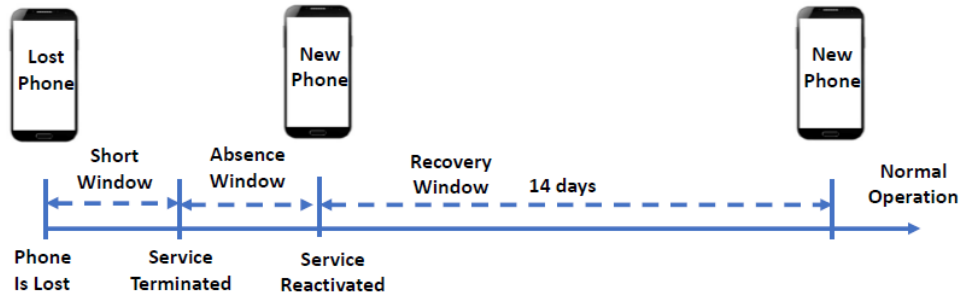 Lost
Phone
New
Phone
New
Phone
Short
Window
Absence
Window
Recovery
Window
14 days
Normal
Operation
Phone
Is Lost
Service
Terminated
Service
Reactivated